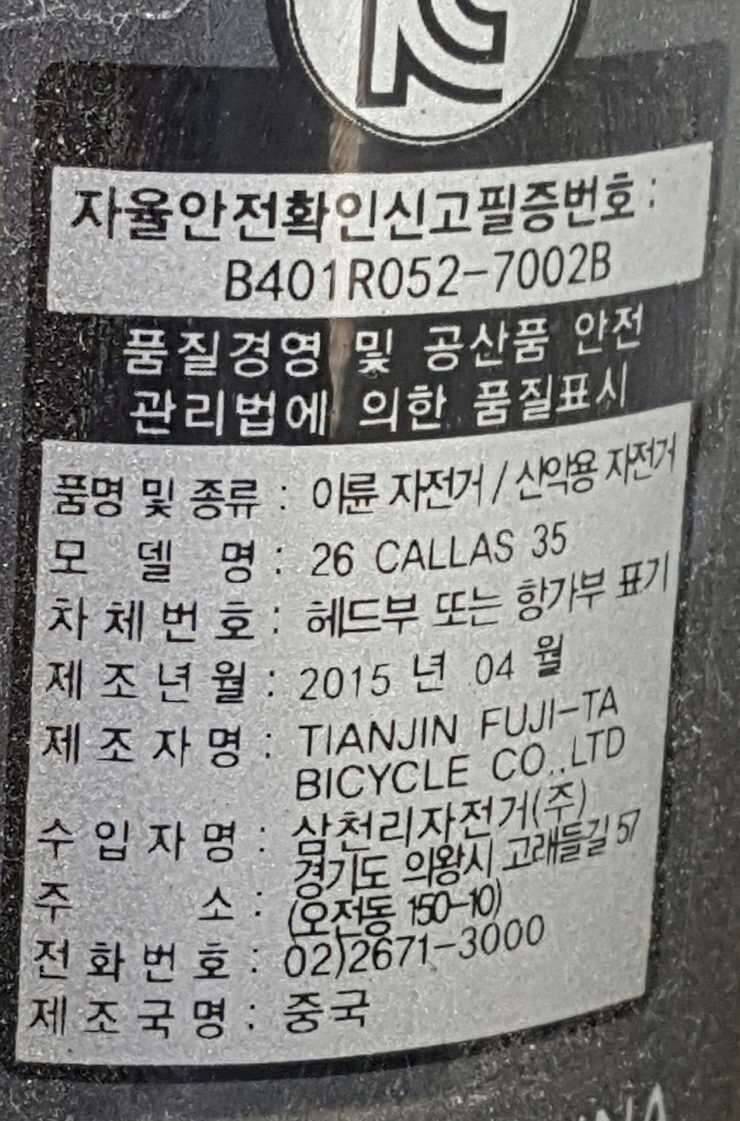 자율안전확인신고필증번호 :
B401R052-7002B
품질경영 및 공산품 안전
관리법에 의한 품질표시
품명 및 종류 : 이륜 자전거 / 산악용 자전거
모 델 명 : 26 CALLAS 35
차 체 번 호 : 헤드부 또는 항가부 표기
제 조 년 월 : 2015 년 04 월
제 조 자 명 : TIANJIN FUJI-TA
BICYCLE CO.,LTD
수 입 자 명 : 삼천리자전거(주)
경기도 의왕시 고래들길 57
주 소 : (오전동 150-10)
전 화 번 호 : 02)2671-3000
제 조 국 명 : 중국